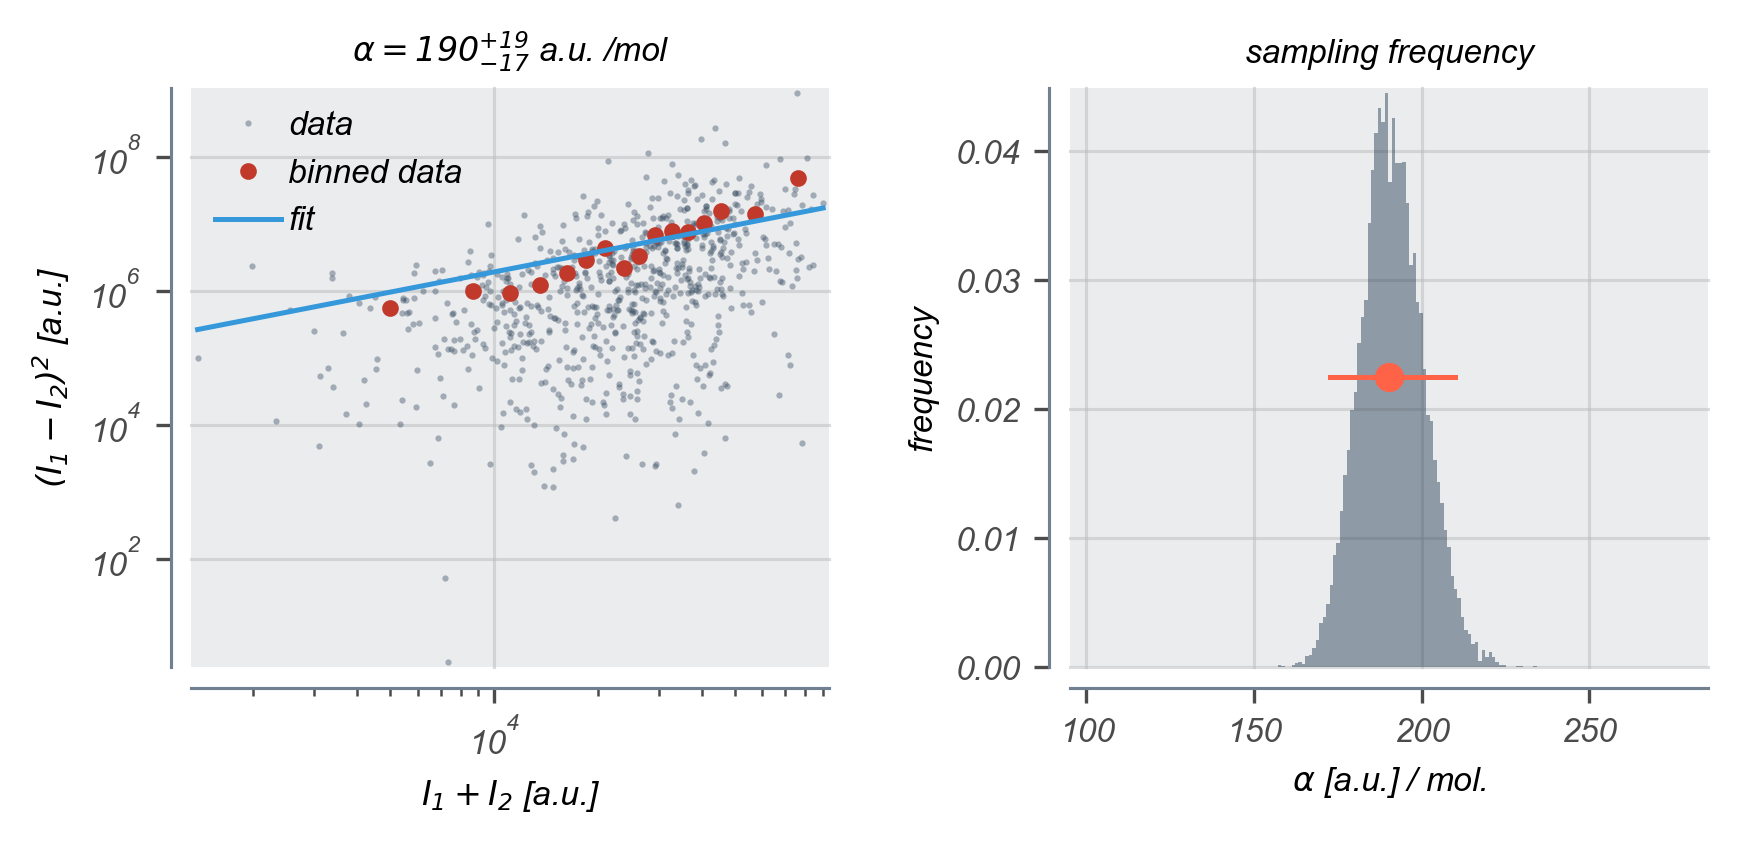 α = 190⁺¹⁹₋₁₇ a.u. /mol
data
binned data
fit
10⁸
10⁶
10⁴
10²
(I₁ − I₂)² [a.u.]
10⁴
I₁ + I₂ [a.u.]
sampling frequency
0.04
0.03
0.02
0.01
0.00
frequency
100 150 200 250
α [a.u.] / mol.